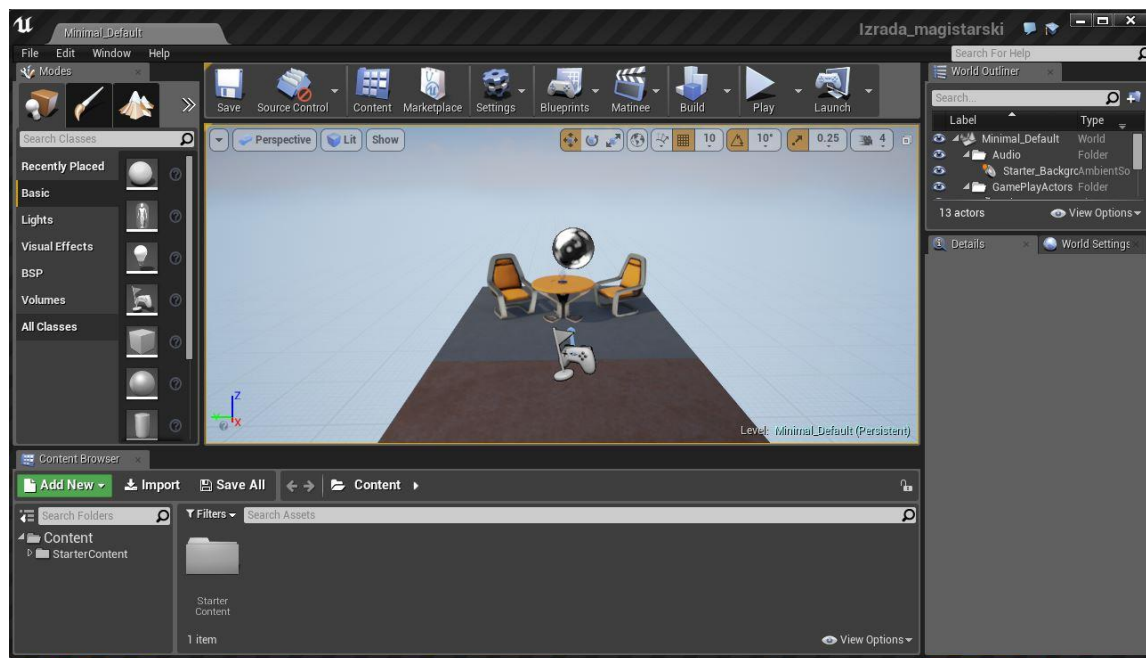 Minimal_Default
Izrada_magistarski
File Edit Window Help
Search For Help
Modes
Search Classes
Recently Placed
Basic
Lights
Visual Effects
BSP
Volumes
All Classes
Save Source Control Content Marketplace Settings Blueprints Matinee Build Play Launch
Perspective Lit Show
10 10° 0.25 4
Z
Y X
Level: Minimal_Default (Persistent)
World Outliner
Search...
Label Type
Minimal_Default World
Audio Folder
Starter_BackgrcAmbientSo
GamePlayActors Folder
13 actors View Options
Details World Settings
Content Browser
Add New Import Save All Content
Search Folders
Content
StarterContent
Filters Search Assets
Starter
Content
1 item View Options